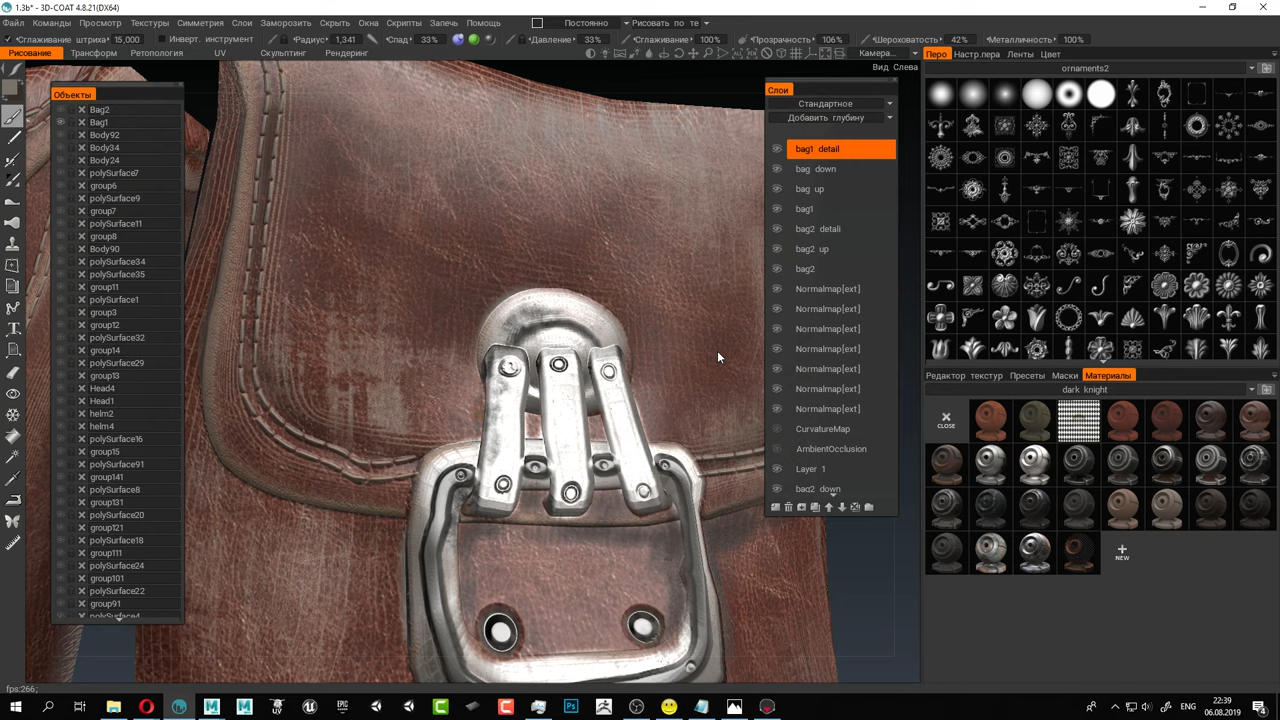 1.3b* - 3D-COAT 4.8.21(DX64)
Файл Команды Просмотр Текстуры Симметрия Слои Заморозить Скрыть Окна Скрипты Запечь Помощь Постоянно Рисовать по те
Сглаживание штриха 15,000 Инверт. инструмент Радиус 1,341 Спад 33% Давление 33% Сглаживание 100% Прозрачность 106% Шероховатость 42% Металличность 100%
Рисование Трансформ Ретопология UV Скульптинг Рендеринг Камера...
Перо Настр.пера Ленты Цвет
Вид Слева
ornaments2
Объекты
Bag2
Bag1
Body92
Body34
Body24
polySurface7
group6
polySurface9
group7
polySurface11
group8
Body90
polySurface34
polySurface35
group11
polySurface1
group3
group12
polySurface32
group14
polySurface29
group13
Head4
Head1
helm2
helm4
polySurface16
group15
polySurface91
group141
polySurface8
group131
polySurface20
group121
polySurface18
group111
polySurface24
group101
polySurface22
group91
polySurface4
Слои
Стандартное
Добавить глубину
bag1 detail
bag down
bag up
bag1
bag2 detali
bag2 up
bag2
Normalmap[ext]
Normalmap[ext]
Normalmap[ext]
Normalmap[ext]
Normalmap[ext]
Normalmap[ext]
Normalmap[ext]
CurvatureMap
AmbientOcclusion
Layer 1
bag2 down
Редактор текстур Пресеты Маски Материалы
dark knight
CLOSE
NEW
fps:266;
EPIC
UV
Ps
ENG
22:39
06.08.2019